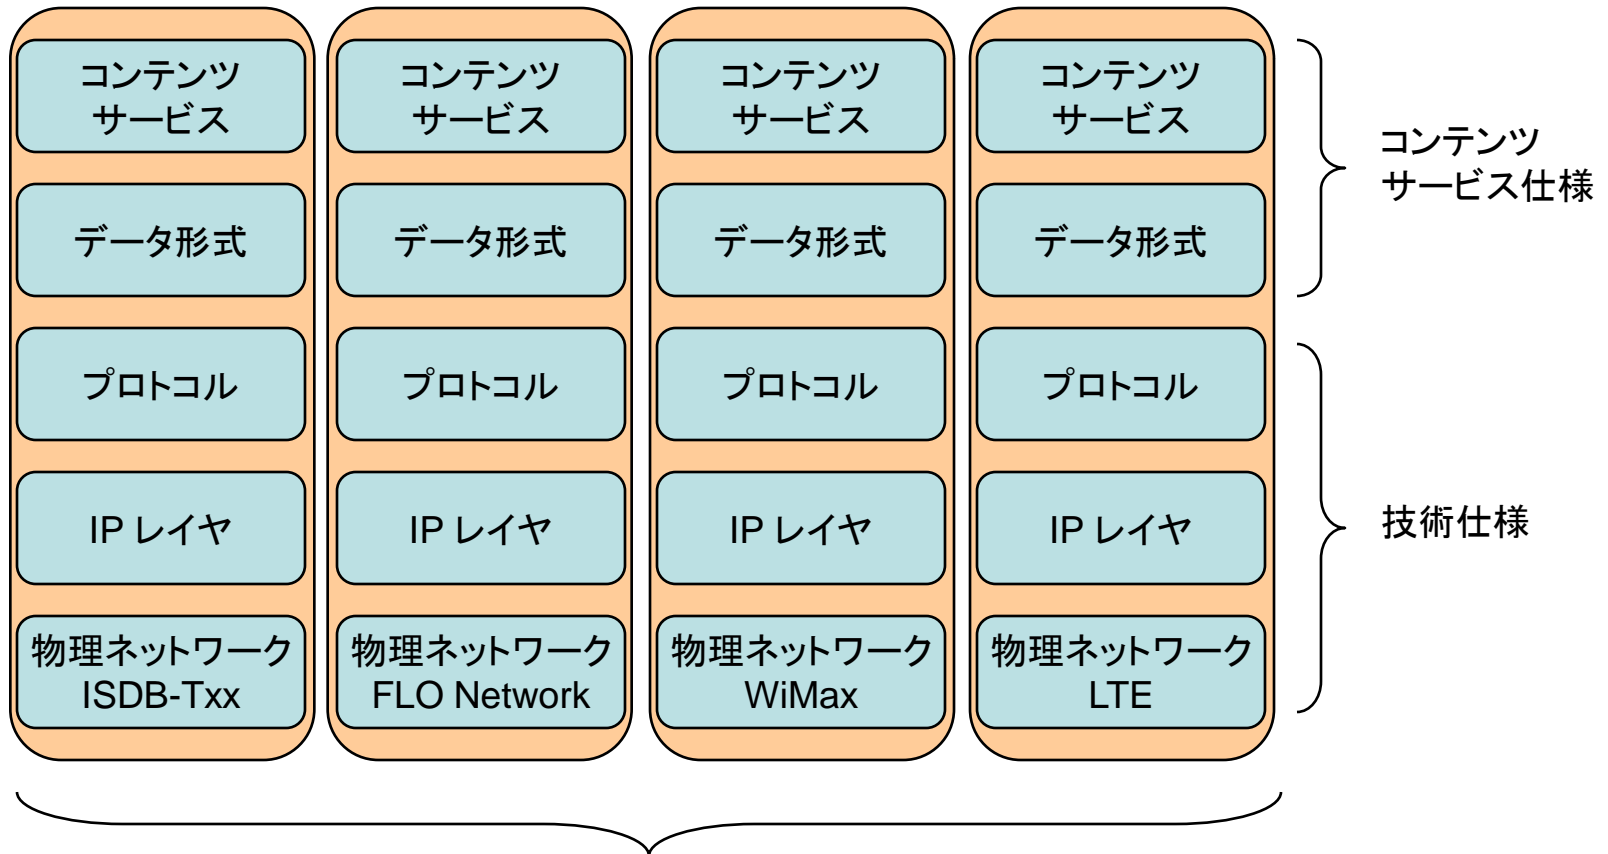 コンテンツ
サービス
コンテンツ
サービス
コンテンツ
サービス
コンテンツ
サービス
コンテンツ
サービス仕様
データ形式
データ形式
データ形式
データ形式
プロトコル
プロトコル
プロトコル
プロトコル
IP レイヤ
IP レイヤ
IP レイヤ
IP レイヤ
技術仕様
物理ネットワーク
ISDB-Txx
物理ネットワーク
FLO Network
物理ネットワーク
WiMax
物理ネットワーク
LTE